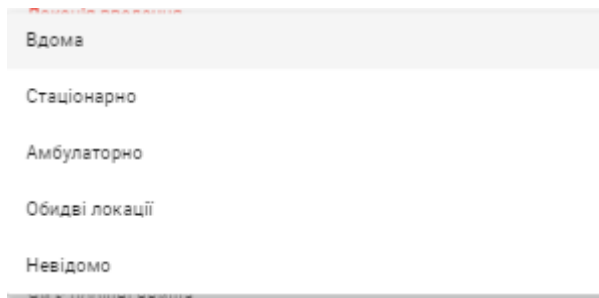 Вдома
Стаціонарно
Амбулаторно
Обидві локації
Невідомо